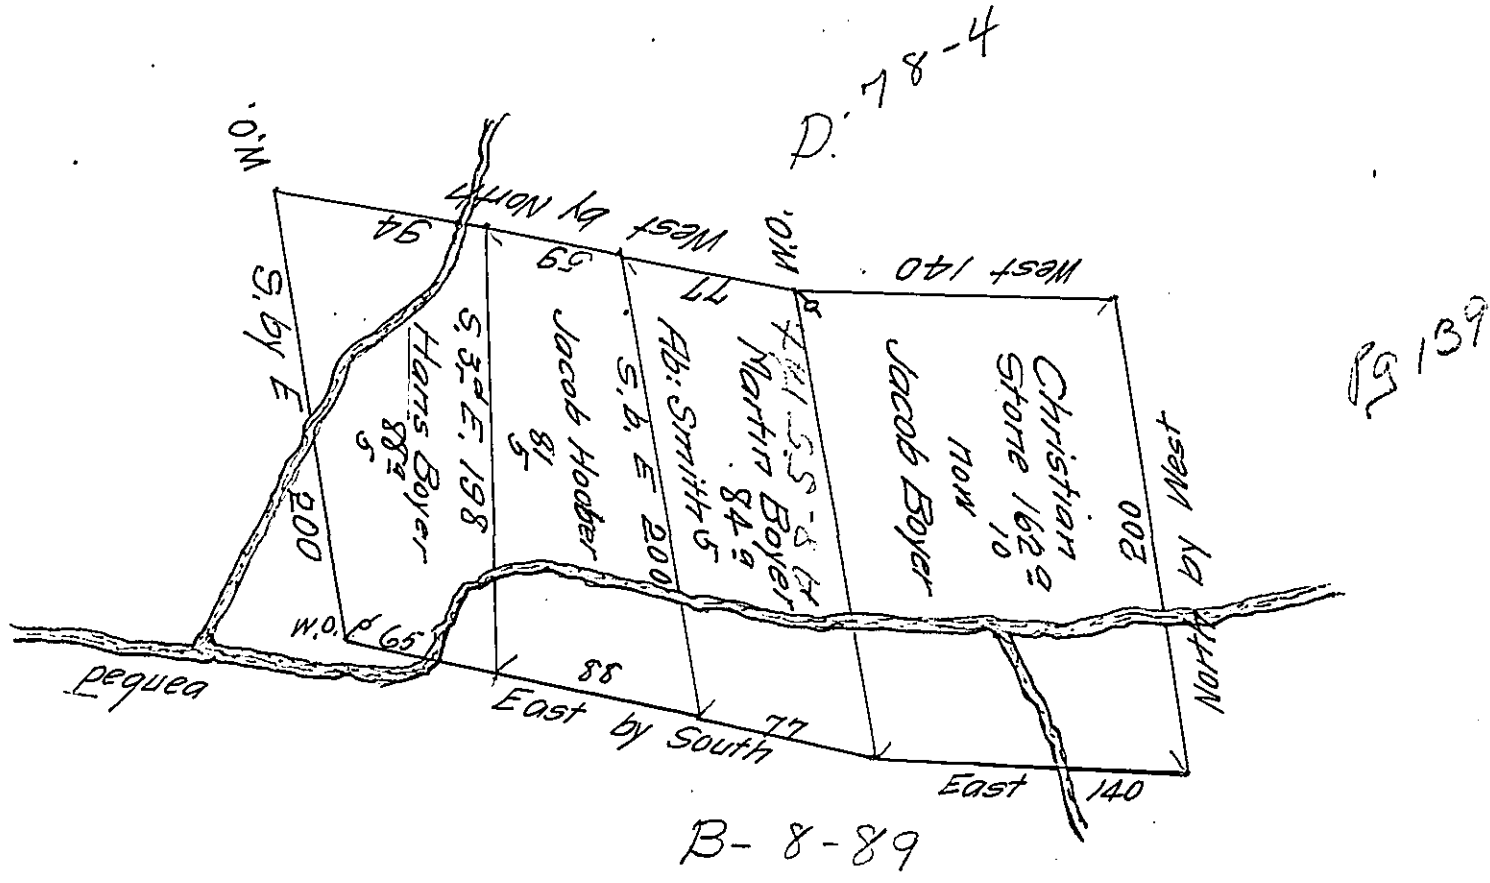 D. 78-4
W.O.
West by North
94
59
77
W.O.
West 140
Pg 139
S. by E
200
S. 3d E. 198
Hans Boyer
88a
5
Jacob Hoober
81
5
S. b. E 200
Ab: Smith 5
Martin Boyer
84a
Christian
Stone 162a
10
now
Jacob Boyer
West by North
200
W.O.
65
88
77
East by South
East 140
Pequea
B-8-89